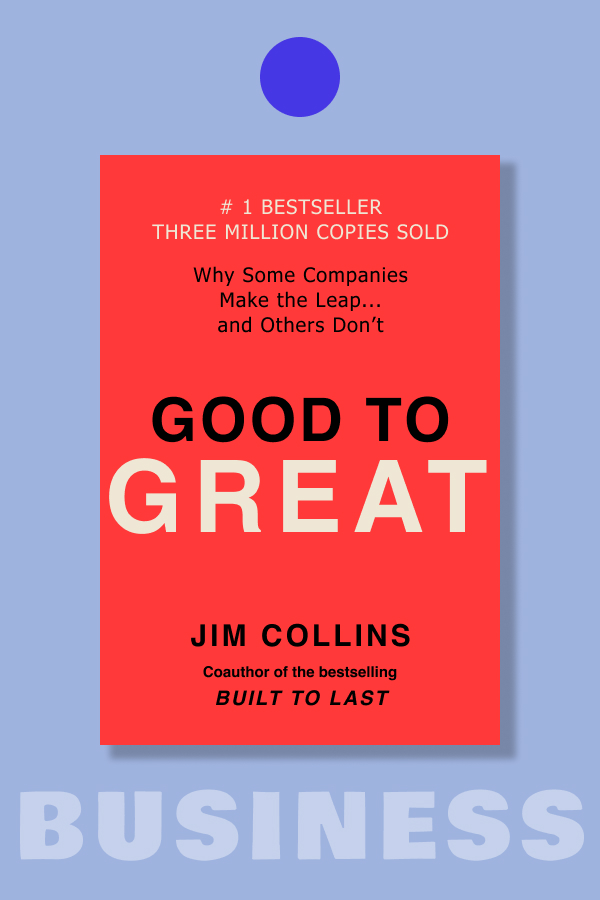 # 1 BESTSELLER
THREE MILLION COPIES SOLD
Why Some Companies
Make the Leap...
and Others Don’t
GOOD TO
GREAT
JIM COLLINS
Coauthor of the bestselling
BUILT TO LAST
BUSINESS